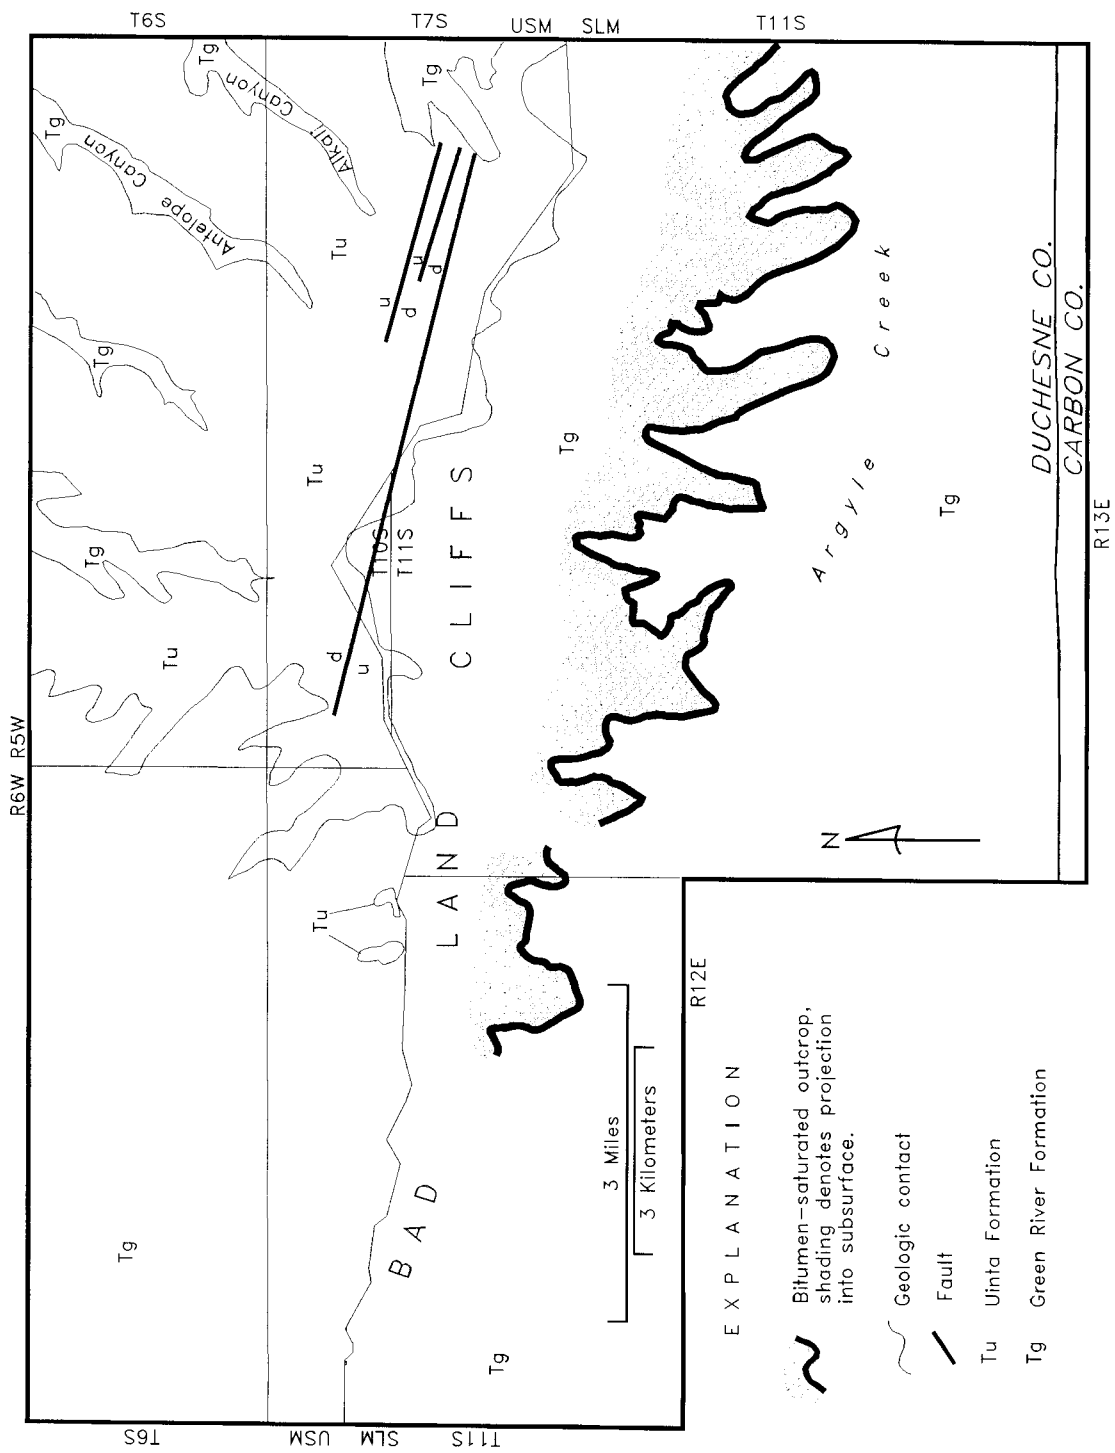 T6S
T7S
USM
SLM
T11S
R6W
R5W
Tg
Tg
Tg
Tg
Tg
Tg
Antelope Canyon
Alkali Canyon
Tu
Tu
Tu
Tu
u
d
u
d
d
u
T10S
T11S
BAD LAND CLIFFS
Tg
Tg
Tg
Argyle Creek
DUCHESNE CO.
CARBON CO.
R13E
R12E
N
T6S
USM
SLM
T11S
3 Miles
3 Kilometers
EXPLANATION
Bitumen-saturated outcrop,
shading denotes projection
into subsurface.
Geologic contact
Fault
Tu Uinta Formation
Tg Green River Formation